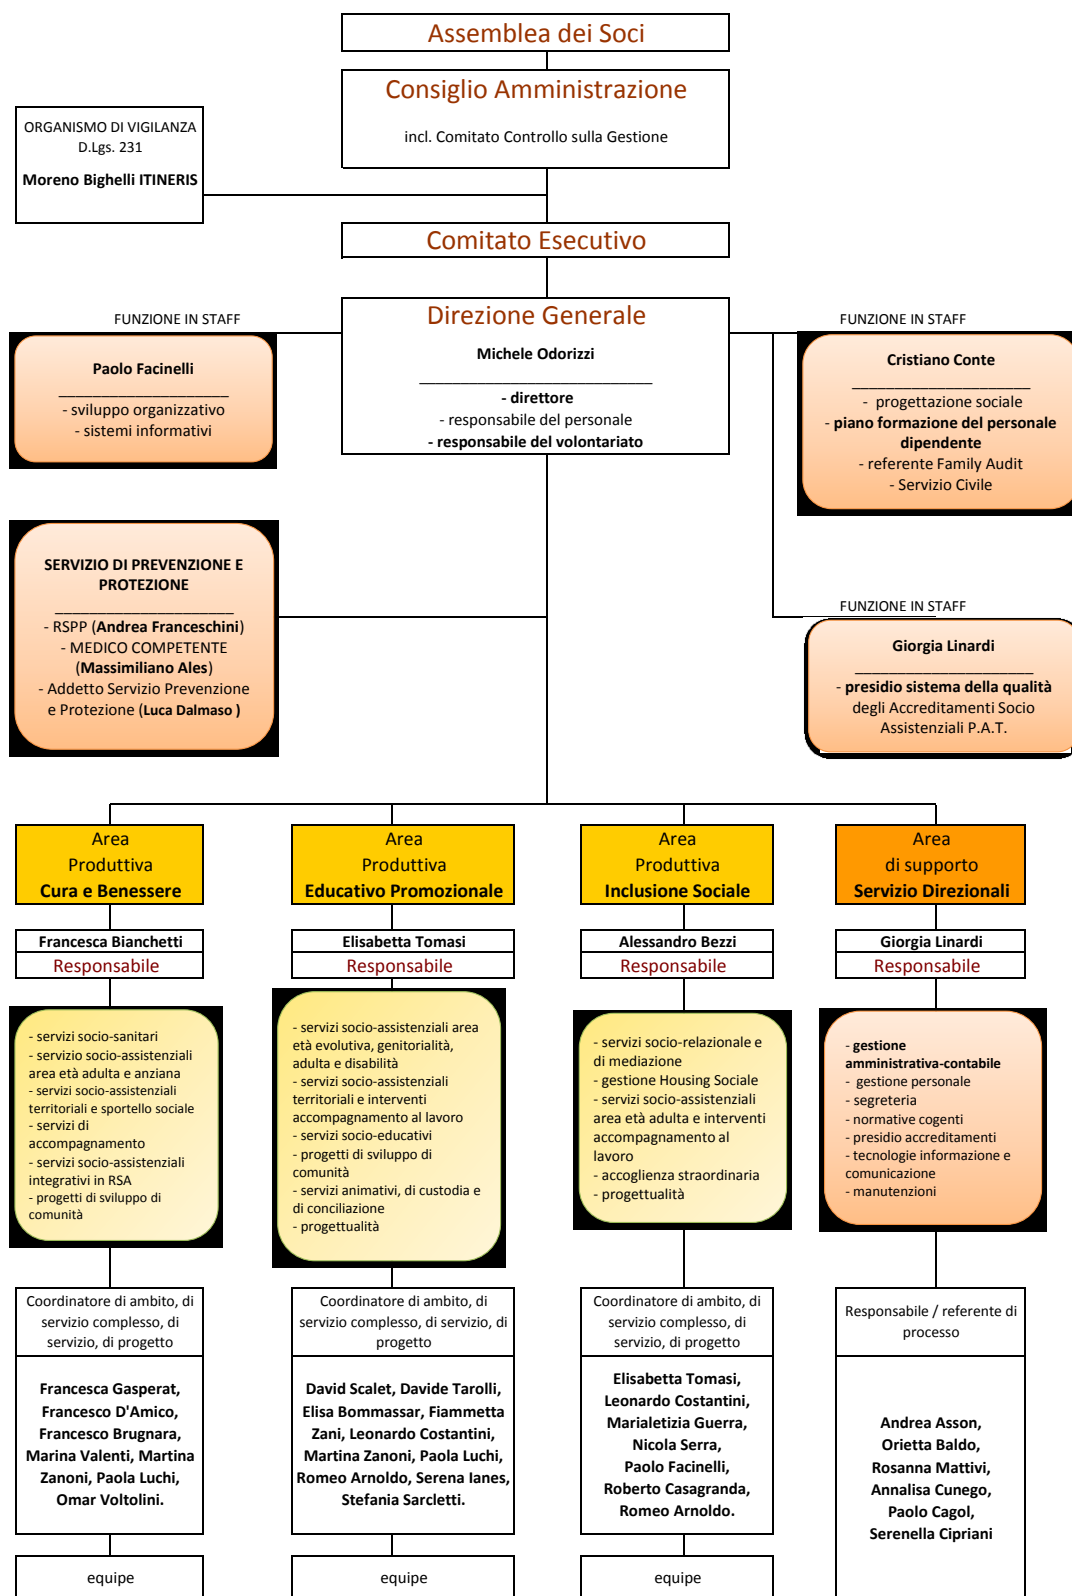 Assemblea dei Soci
Consiglio Amministrazione
incl. Comitato Controllo sulla Gestione
ORGANISMO DI VIGILANZA
D.Lgs. 231
Moreno Bighelli ITINERIS
Comitato Esecutivo
Direzione Generale
Michele Odorizzi
____________________________
- direttore
- responsabile del personale
- responsabile del volontariato
FUNZIONE IN STAFF
Paolo Facinelli
____________________
- sviluppo organizzativo
- sistemi informativi
FUNZIONE IN STAFF
Cristiano Conte
_____________________
- progettazione sociale
- piano formazione del personale
dipendente
- referente Family Audit
- Servizio Civile
SERVIZIO DI PREVENZIONE E
PROTEZIONE
_____________________
- RSPP (Andrea Franceschini)
- MEDICO COMPETENTE
(Massimiliano Ales)
- Addetto Servizio Prevenzione
e Protezione (Luca Dalmaso )
FUNZIONE IN STAFF
Giorgia Linardi
_____________________
- presidio sistema della qualità
degli Accreditamenti Socio
Assistenziali P.A.T.
Area
Produttiva
Cura e Benessere
Francesca Bianchetti
Responsabile
- servizi socio-sanitari
- servizio socio-assistenziali
area età adulta e anziana
- servizi socio-assistenziali
territoriali e sportello sociale
- servizi di
accompagnamento
- servizi socio-assistenziali
integrativi in RSA
- progetti di sviluppo di
comunità
Coordinatore di ambito, di
servizio complesso, di
servizio, di progetto
Francesca Gasperat,
Francesco D'Amico,
Francesco Brugnara,
Marina Valenti, Martina
Zanoni, Paola Luchi,
Omar Voltolini.
equipe
Area
Produttiva
Educativo Promozionale
Elisabetta Tomasi
Responsabile
- servizi socio-assistenziali area
età evolutiva, genitorialità,
adulta e disabilità
- servizi socio-assistenziali
territoriali e interventi
accompagnamento al lavoro
- servizi socio-educativi
- progetti di sviluppo di
comunità
- servizi animativi, di custodia e
di conciliazione
- progettualità
Coordinatore di ambito, di
servizio complesso, di servizio, di
progetto
David Scalet, Davide Tarolli,
Elisa Bommassar, Fiammetta
Zani, Leonardo Costantini,
Martina Zanoni, Paola Luchi,
Romeo Arnoldo, Serena Ianes,
Stefania Sarcletti.
equipe
Area
Produttiva
Inclusione Sociale
Alessandro Bezzi
Responsabile
- servizi socio-relazionale e
di mediazione
- gestione Housing Sociale
- servizi socio-assistenziali
area età adulta e interventi
accompagnamento al
lavoro
- accoglienza straordinaria
- progettualità
Coordinatore di ambito, di
servizio complesso, di
servizio, di progetto
Elisabetta Tomasi,
Leonardo Costantini,
Marialetizia Guerra,
Nicola Serra,
Paolo Facinelli,
Roberto Casagranda,
Romeo Arnoldo.
equipe
Area
di supporto
Servizio Direzionali
Giorgia Linardi
Responsabile
- gestione
amministrativa-contabile
- gestione personale
- segreteria
- normative cogenti
- presidio accreditamenti
- tecnologie informazione e
comunicazione
- manutenzioni
Responsabile / referente di
processo
Andrea Asson,
Orietta Baldo,
Rosanna Mattivi,
Annalisa Cunego,
Paolo Cagol,
Serenella Cipriani